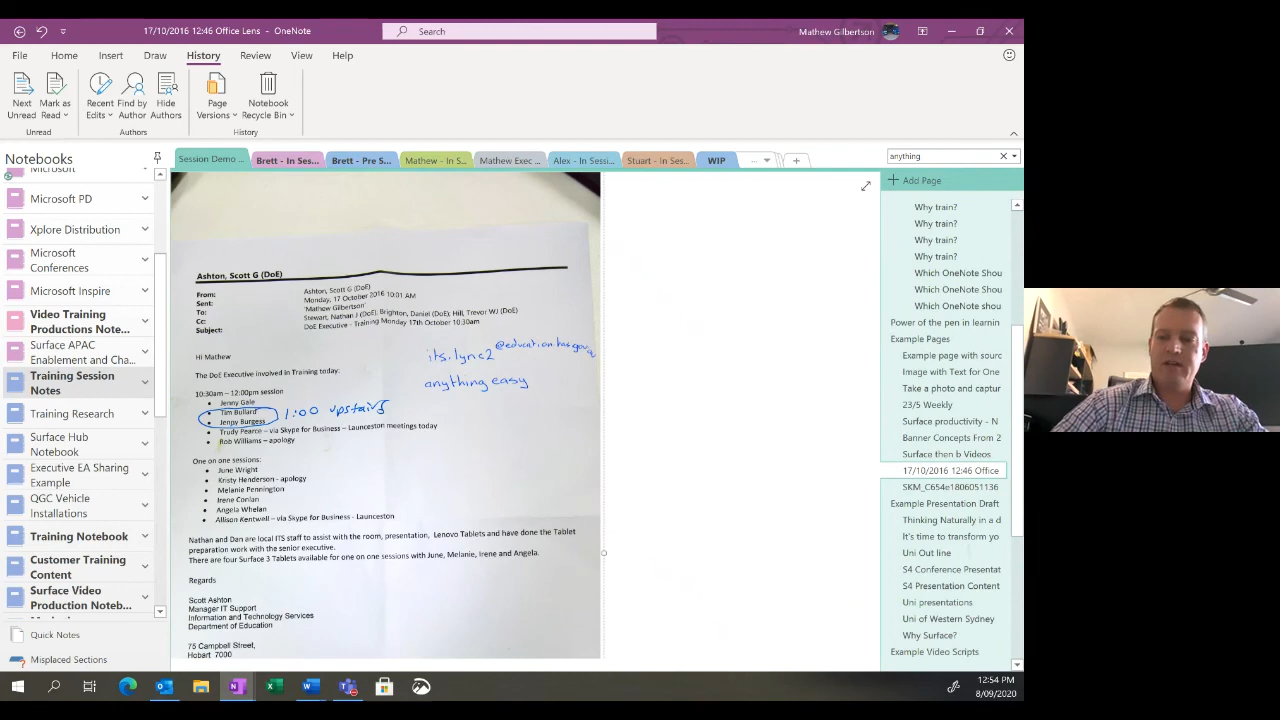 17/10/2016 12:46 Office Lens - OneNote
Search
Mathew Gilbertson
File Home Insert Draw History Review View Help
Next Unread
Mark as Read
Recent Edits
Find by Author
Hide Authors
Page Versions
Notebook Recycle Bin
Unread Authors History
Notebooks
Session Demo ...
Brett - In Ses...
Brett - Pre S...
Mathew - In S...
Mathew Exec ...
Alex - In Sessi...
Stuart - In Ses...
WIP
...
anything
Microsoft
Microsoft PD
Xplore Distribution
Microsoft Conferences
Microsoft Inspire
Video Training Productions Note...
Surface APAC Enablement and Cha...
Training Session Notes
Training Research
Surface Hub Notebook
Executive EA Sharing Example
QGC Vehicle Installations
Training Notebook
Customer Training Content
Surface Video Production Noteb...
Quick Notes
Misplaced Sections
Ashton, Scott G (DoE)
From: Ashton, Scott G (DoE)
Sent: Monday, 17 October 2016 10:01 AM
To: 'Mathew Gilbertson'
Cc: Stewart, Nathan J (DoE); Brighton, Daniel (DoE); Hill, Trevor WJ (DoE)
Subject: DoE Executive - Training Monday 17th October 10:30am
its.lync2
anything easy
Hi Mathew
The DoE Executive involved in Training today:
10:30am – 12:00pm session
• Jenny Gale
• Tim Bullard
• Jenny Burgess
1:00 upstairs
• Trudy Pearce – via Skype for Business – Launceston meetings today
• Rob Williams – apology
One on one sessions:
• June Wright
• Kristy Henderson - apology
• Melanie Pennington
• Irene Conlan
• Angela Whelan
• Allison Kentwell – via Skype for Business - Launceston
Nathan and Dan are local ITS staff to assist with the room, presentation, Lenovo Tablets and have done the Tablet
preparation work with the senior executive.
There are four Surface 3 Tablets available for one on one sessions with June, Melanie, Irene and Angela.
Regards
Scott Ashton
Manager IT Support
Information and Technology Services
Department of Education
75 Campbell Street,
Hobart 7000
Add Page
Why train?
Why train?
Why train?
Why train?
Which OneNote Shou
Which OneNote Shou
Which OneNote shou
Power of the pen in learnin
Example Pages
Example page with sourc
Image with Text for One
Take a photo and captur
23/5 Weekly
Surface productivity - N
Banner Concepts From 2
Surface then b Videos
17/10/2016 12:46 Office
SKM_C654e1806051136
Example Presentation Draft
Thinking Naturally in a d
It's time to transform yo
Uni Out line
S4 Conference Presentat
S4 Presentation Content
Uni presentations
Uni of Western Sydney
Why Surface?
Example Video Scripts
12:54 PM
8/09/2020